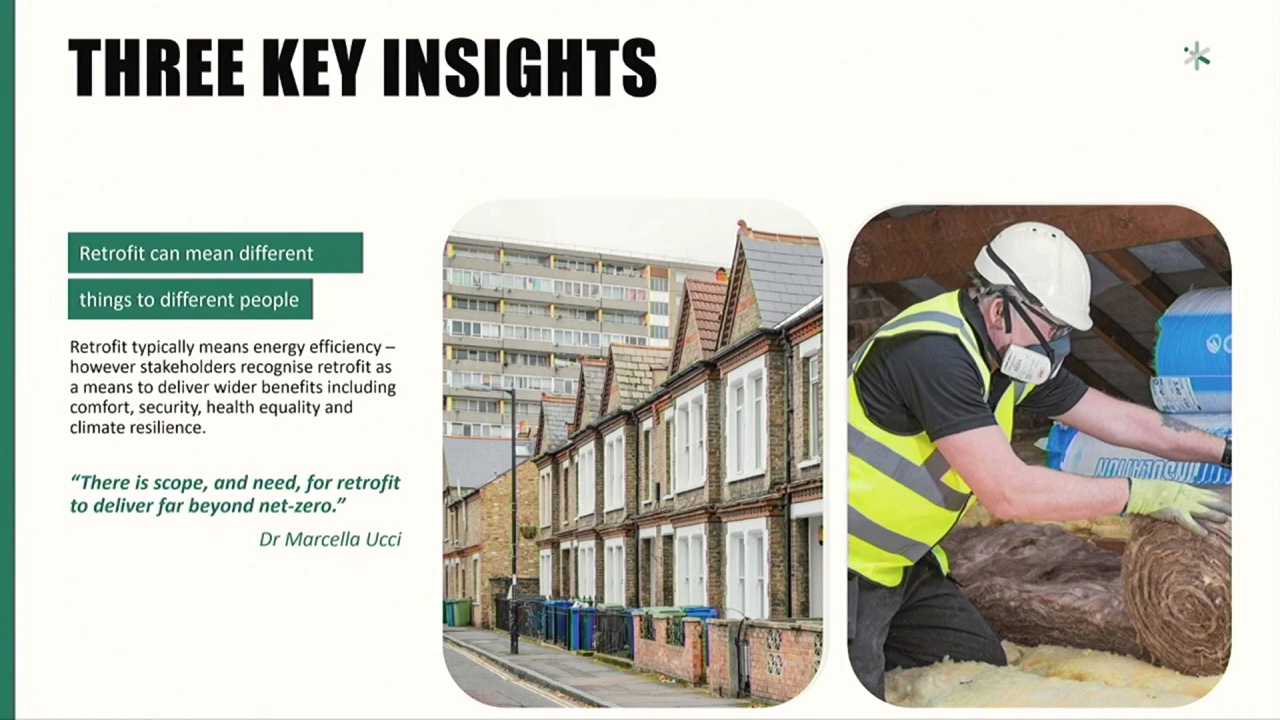 THREE KEY INSIGHTS
Retrofit can mean different
things to different people
Retrofit typically means energy efficiency –
however stakeholders recognise retrofit as
a means to deliver wider benefits including
comfort, security, health equality and
climate resilience.
“There is scope, and need, for retrofit
to deliver far beyond net-zero.”
Dr Marcella Ucci